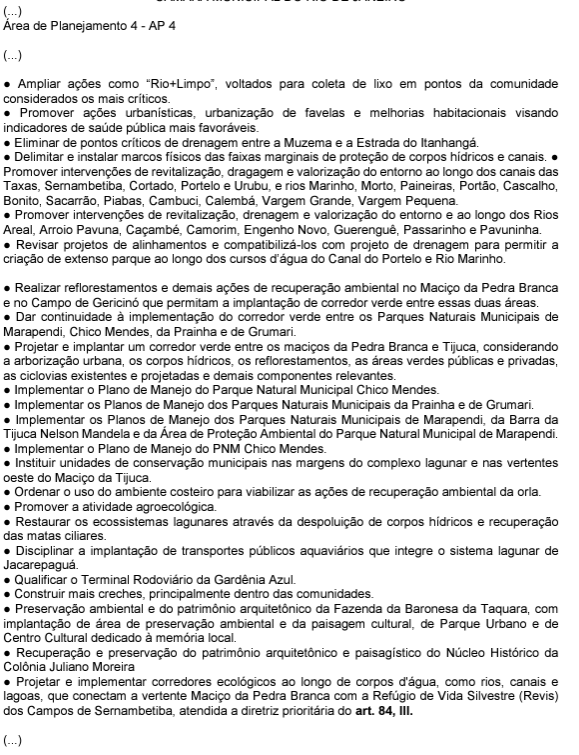 CÂMARA MUNICIPAL DO RIO DE JANEIRO
(...)
Área de Planejamento 4 - AP 4
(...)
● Ampliar ações como “Rio+Limpo”, voltados para coleta de lixo em pontos da comunidade
considerados os mais críticos.
● Promover ações urbanísticas, urbanização de favelas e melhorias habitacionais visando
indicadores de saúde pública mais favoráveis.
● Eliminar de pontos críticos de drenagem entre a Muzema e a Estrada do Itanhangá.
● Delimitar e instalar marcos físicos das faixas marginais de proteção de corpos hídricos e canais. ●
Promover intervenções de revitalização, dragagem e valorização do entorno ao longo dos canais das
Taxas, Sernambetiba, Cortado, Portelo e Urubu, e rios Marinho, Morto, Paineiras, Portão, Cascalho,
Bonito, Sacarrão, Piabas, Cambuci, Calembá, Vargem Grande, Vargem Pequena.
● Promover intervenções de revitalização, drenagem e valorização do entorno e ao longo dos Rios
Areal, Arroio Pavuna, Caçambé, Camorim, Engenho Novo, Guerenguê, Passarinho e Pavuninha.
● Revisar projetos de alinhamentos e compatibilizá-los com projeto de drenagem para permitir a
criação de extenso parque ao longo dos cursos d’água do Canal do Portelo e Rio Marinho.
● Realizar reflorestamentos e demais ações de recuperação ambiental no Maciço da Pedra Branca
e no Campo de Gericinó que permitam a implantação de corredor verde entre essas duas áreas.
● Dar continuidade à implementação do corredor verde entre os Parques Naturais Municipais de
Marapendi, Chico Mendes, da Prainha e de Grumari.
● Projetar e implantar um corredor verde entre os maciços da Pedra Branca e Tijuca, considerando
a arborização urbana, os corpos hídricos, os reflorestamentos, as áreas verdes públicas e privadas,
as ciclovias existentes e projetadas e demais componentes relevantes.
● Implementar o Plano de Manejo do Parque Natural Municipal Chico Mendes.
● Implementar os Planos de Manejo dos Parques Naturais Municipais da Prainha e de Grumari.
● Implementar os Planos de Manejo dos Parques Naturais Municipais de Marapendi, da Barra da
Tijuca Nelson Mandela e da Área de Proteção Ambiental do Parque Natural Municipal de Marapendi.
● Implementar o Plano de Manejo do PNM Chico Mendes.
● Instituir unidades de conservação municipais nas margens do complexo lagunar e nas vertentes
oeste do Maciço da Tijuca.
● Ordenar o uso do ambiente costeiro para viabilizar as ações de recuperação ambiental da orla.
● Promover a atividade agroecológica.
● Restaurar os ecossistemas lagunares através da despoluição de corpos hídricos e recuperação
das matas ciliares.
● Disciplinar a implantação de transportes públicos aquaviários que integre o sistema lagunar de
Jacarepaguá.
● Qualificar o Terminal Rodoviário da Gardênia Azul.
● Construir mais creches, principalmente dentro das comunidades.
● Preservação ambiental e do patrimônio arquitetônico da Fazenda da Baronesa da Taquara, com
implantação de área de preservação ambiental e da paisagem cultural, de Parque Urbano e de
Centro Cultural dedicado à memória local.
● Recuperação e preservação do patrimônio arquitetônico e paisagístico do Núcleo Histórico da
Colônia Juliano Moreira
● Projetar e implementar corredores ecológicos ao longo de corpos d'água, como rios, canais e
lagoas, que conectam a vertente Maciço da Pedra Branca com a Refúgio de Vida Silvestre (Revis)
dos Campos de Sernambetiba, atendida a diretriz prioritária do art. 84, III.
(...)